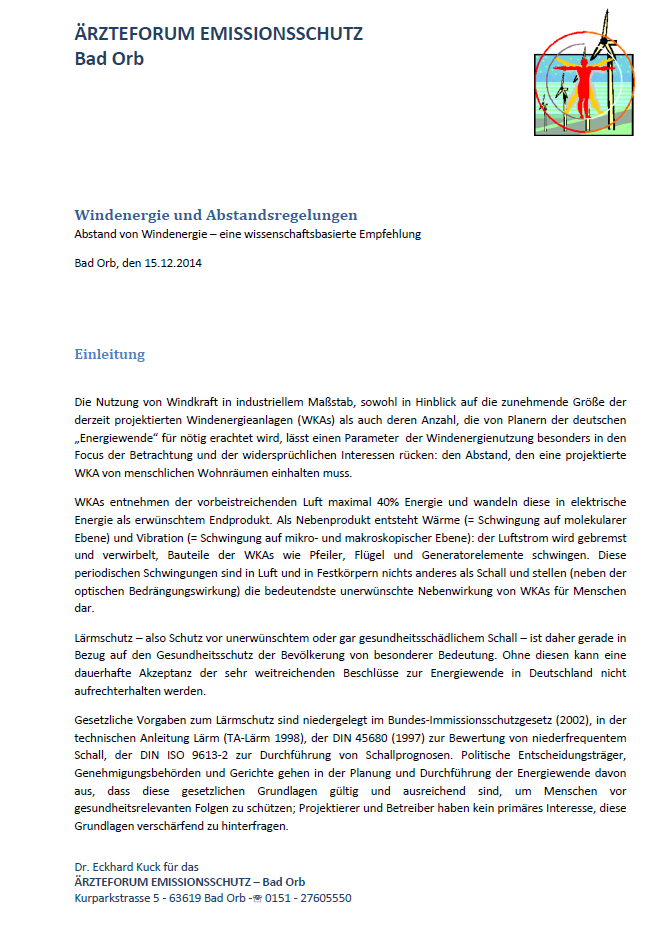 ÄRZTEFORUM EMISSIONSSCHUTZ
Bad Orb
Windenergie und Abstandsregelungen
Abstand von Windenergie – eine wissenschaftsbasierte Empfehlung
Bad Orb, den 15.12.2014
Einleitung
Die Nutzung von Windkraft in industriellem Maßstab, sowohl in Hinblick auf die zunehmende Größe der
derzeit projektierten Windenergieanlagen (WKAs) als auch deren Anzahl, die von Planern der deutschen
„Energiewende“ für nötig erachtet wird, lässt einen Parameter der Windenergienutzung besonders in den
Focus der Betrachtung und der widersprüchlichen Interessen rücken: den Abstand, den eine projektierte
WKA von menschlichen Wohnräumen einhalten muss.
WKAs entnehmen der vorbeistreichenden Luft maximal 40% Energie und wandeln diese in elektrische
Energie als erwünschtem Endprodukt. Als Nebenprodukt entsteht Wärme (= Schwingung auf molekularer
Ebene) und Vibration (= Schwingung auf mikro- und makroskopischer Ebene): der Luftstrom wird gebremst
und verwirbelt, Bauteile der WKAs wie Pfeiler, Flügel und Generatorelemente schwingen. Diese
periodischen Schwingungen sind in Luft und in Festkörpern nichts anderes als Schall und stellen (neben der
optischen Bedrängungswirkung) die bedeutendste unerwünschte Nebenwirkung von WKAs für Menschen
dar.
Lärmschutz – also Schutz vor unerwünschtem oder gar gesundheitsschädlichem Schall – ist daher gerade in
Bezug auf den Gesundheitsschutz der Bevölkerung von besonderer Bedeutung. Ohne diesen kann eine
dauerhafte Akzeptanz der sehr weitreichenden Beschlüsse zur Energiewende in Deutschland nicht
aufrechterhalten werden.
Gesetzliche Vorgaben zum Lärmschutz sind niedergelegt im Bundes-Immissionsschutzgesetz (2002), in der
technischen Anleitung Lärm (TA-Lärm 1998), der DIN 45680 (1997) zur Bewertung von niederfrequentem
Schall, der DIN ISO 9613-2 zur Durchführung von Schallprognosen. Politische Entscheidungsträger,
Genehmigungsbehörden und Gerichte gehen in der Planung und Durchführung der Energiewende davon
aus, dass diese gesetzlichen Grundlagen gültig und ausreichend sind, um Menschen vor
gesundheitsrelevanten Folgen zu schützen; Projektierer und Betreiber haben kein primäres Interesse, diese
Grundlagen verschärfend zu hinterfragen.
Dr. Eckhard Kuck für das
ÄRZTEFORUM EMISSIONSSCHUTZ – Bad Orb
Kurparkstrasse 5 - 63619 Bad Orb -☏ 0151 - 27605550